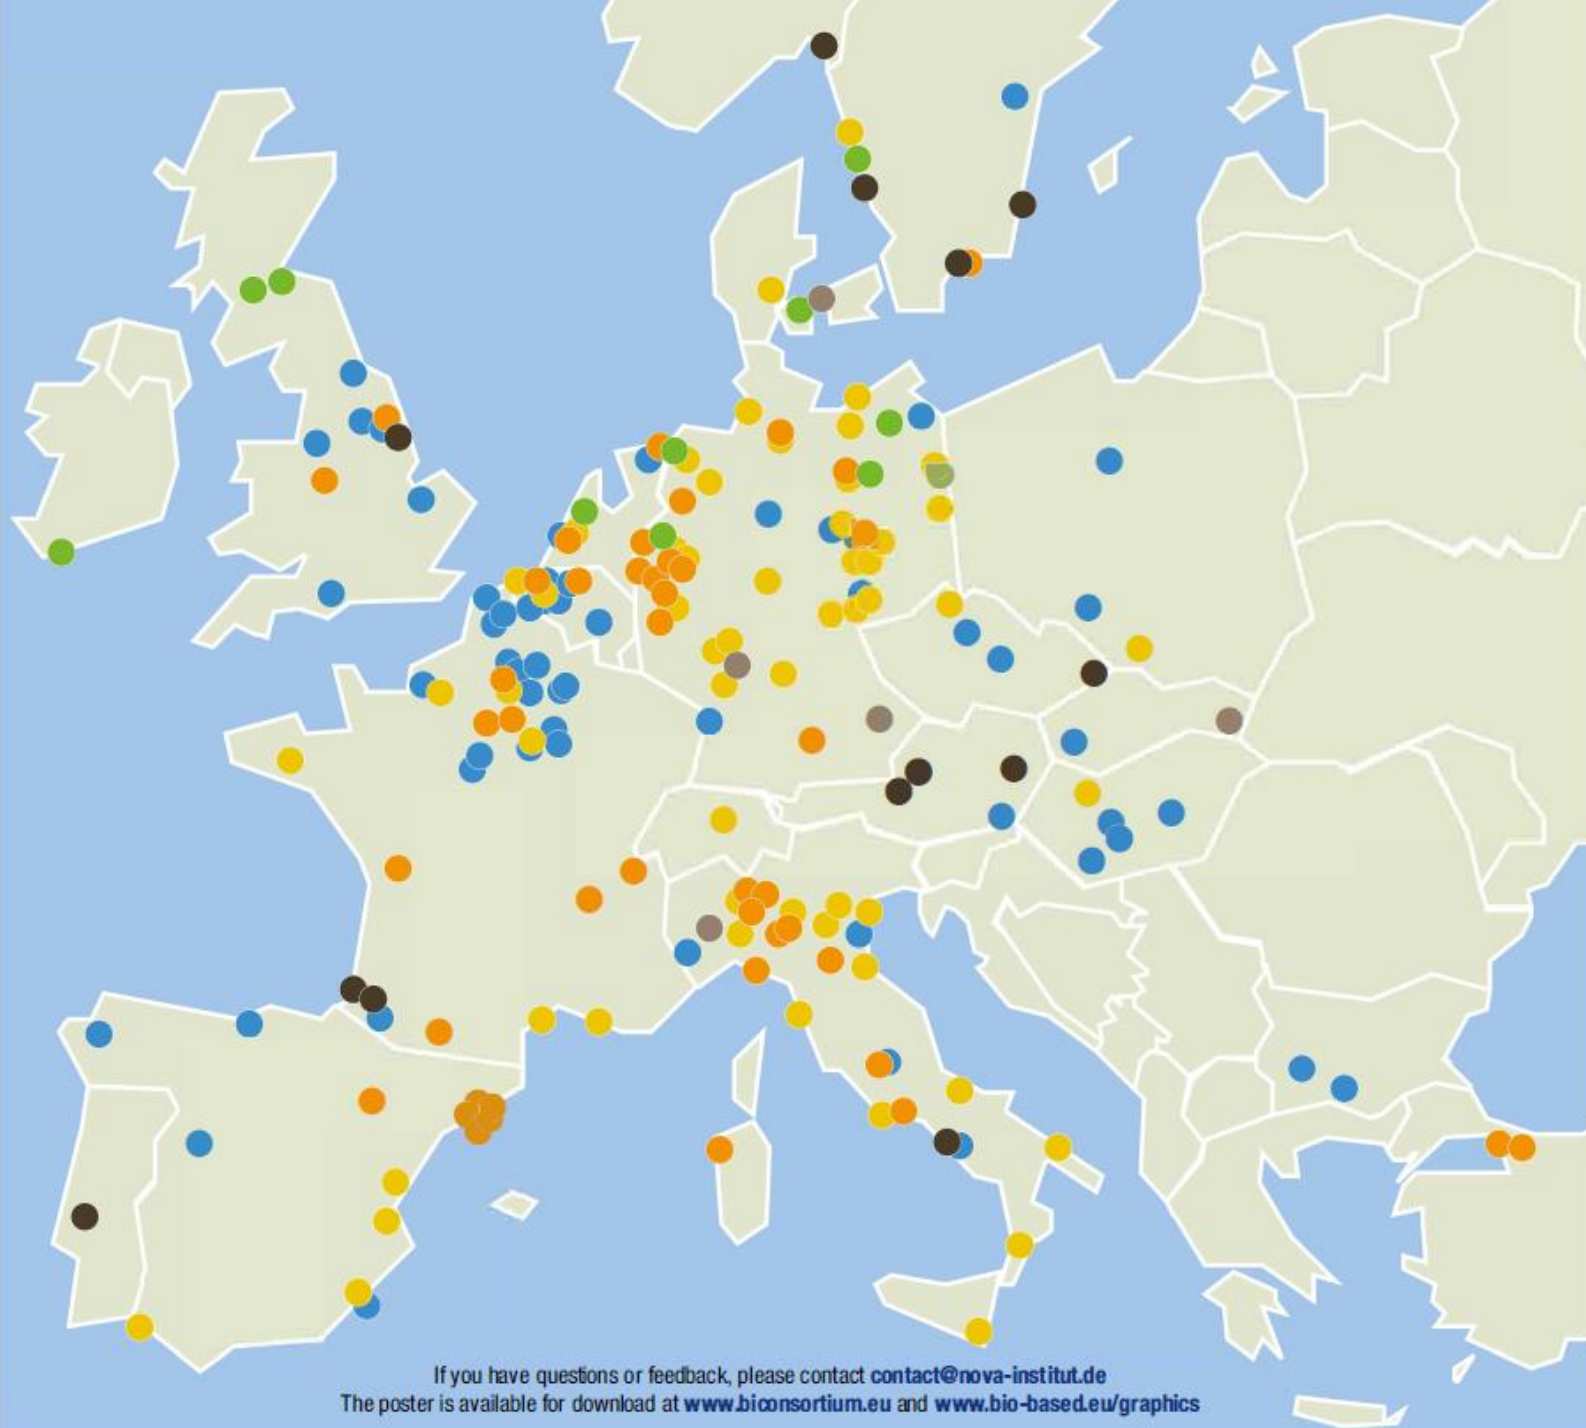 If you have questions or feedback, please contact contact@nova-institut.de
The poster is available for download at www.biconsortium.eu and www.bio-based.eu/graphics